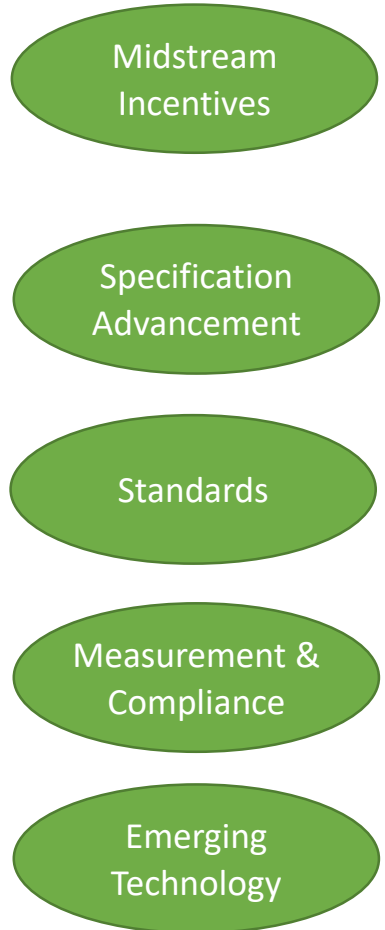 Midstream
Incentives
Specification
Advancement
Standards
Measurement &
Compliance
Emerging
Technology